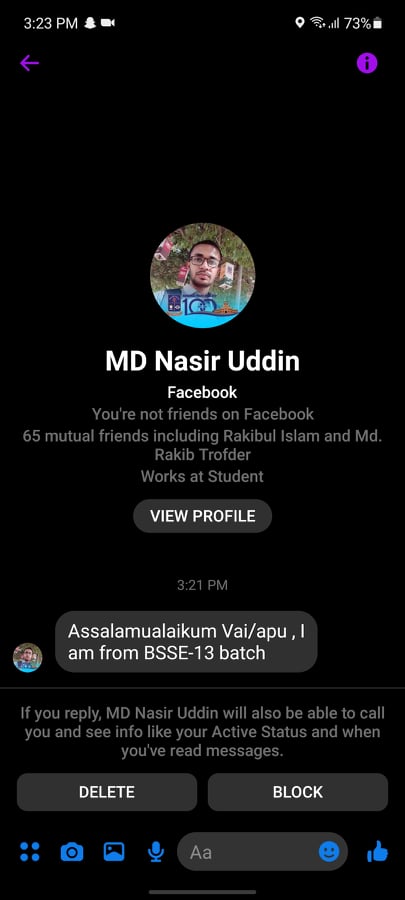 3:23 PM
73%
MD Nasir Uddin
Facebook
You're not friends on Facebook
65 mutual friends including Rakibul Islam and Md.
Rakib Trofder
Works at Student
VIEW PROFILE
3:21 PM
Assalamualaikum Vai/apu , I
am from BSSE-13 batch
If you reply, MD Nasir Uddin will also be able to call
you and see info like your Active Status and when
you've read messages.
DELETE
BLOCK
Aa